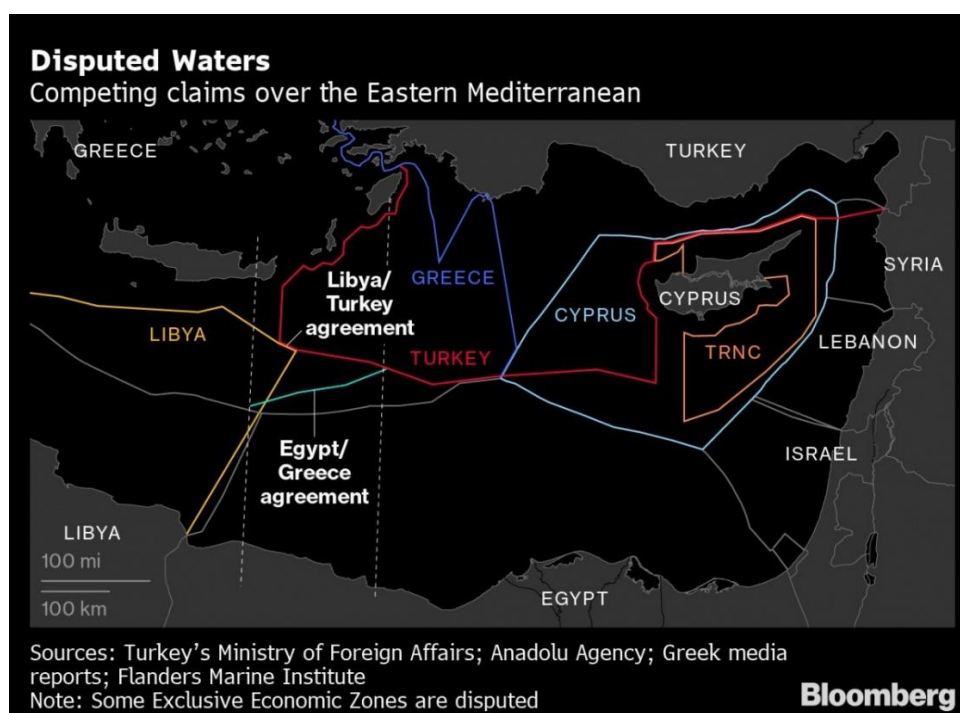 Disputed Waters
Competing claims over the Eastern Mediterranean
GREECE
TURKEY
SYRIA
Libya/
Turkey
agreement
GREECE
CYPRUS
CYPRUS
LIBYA
TURKEY
TRNC
LEBANON
Egypt/
Greece
agreement
ISRAEL
LIBYA
100 mi
100 km
EGYPT
Sources: Turkey's Ministry of Foreign Affairs; Anadolu Agency; Greek media
reports; Flanders Marine Institute
Note: Some Exclusive Economic Zones are disputed
Bloomberg